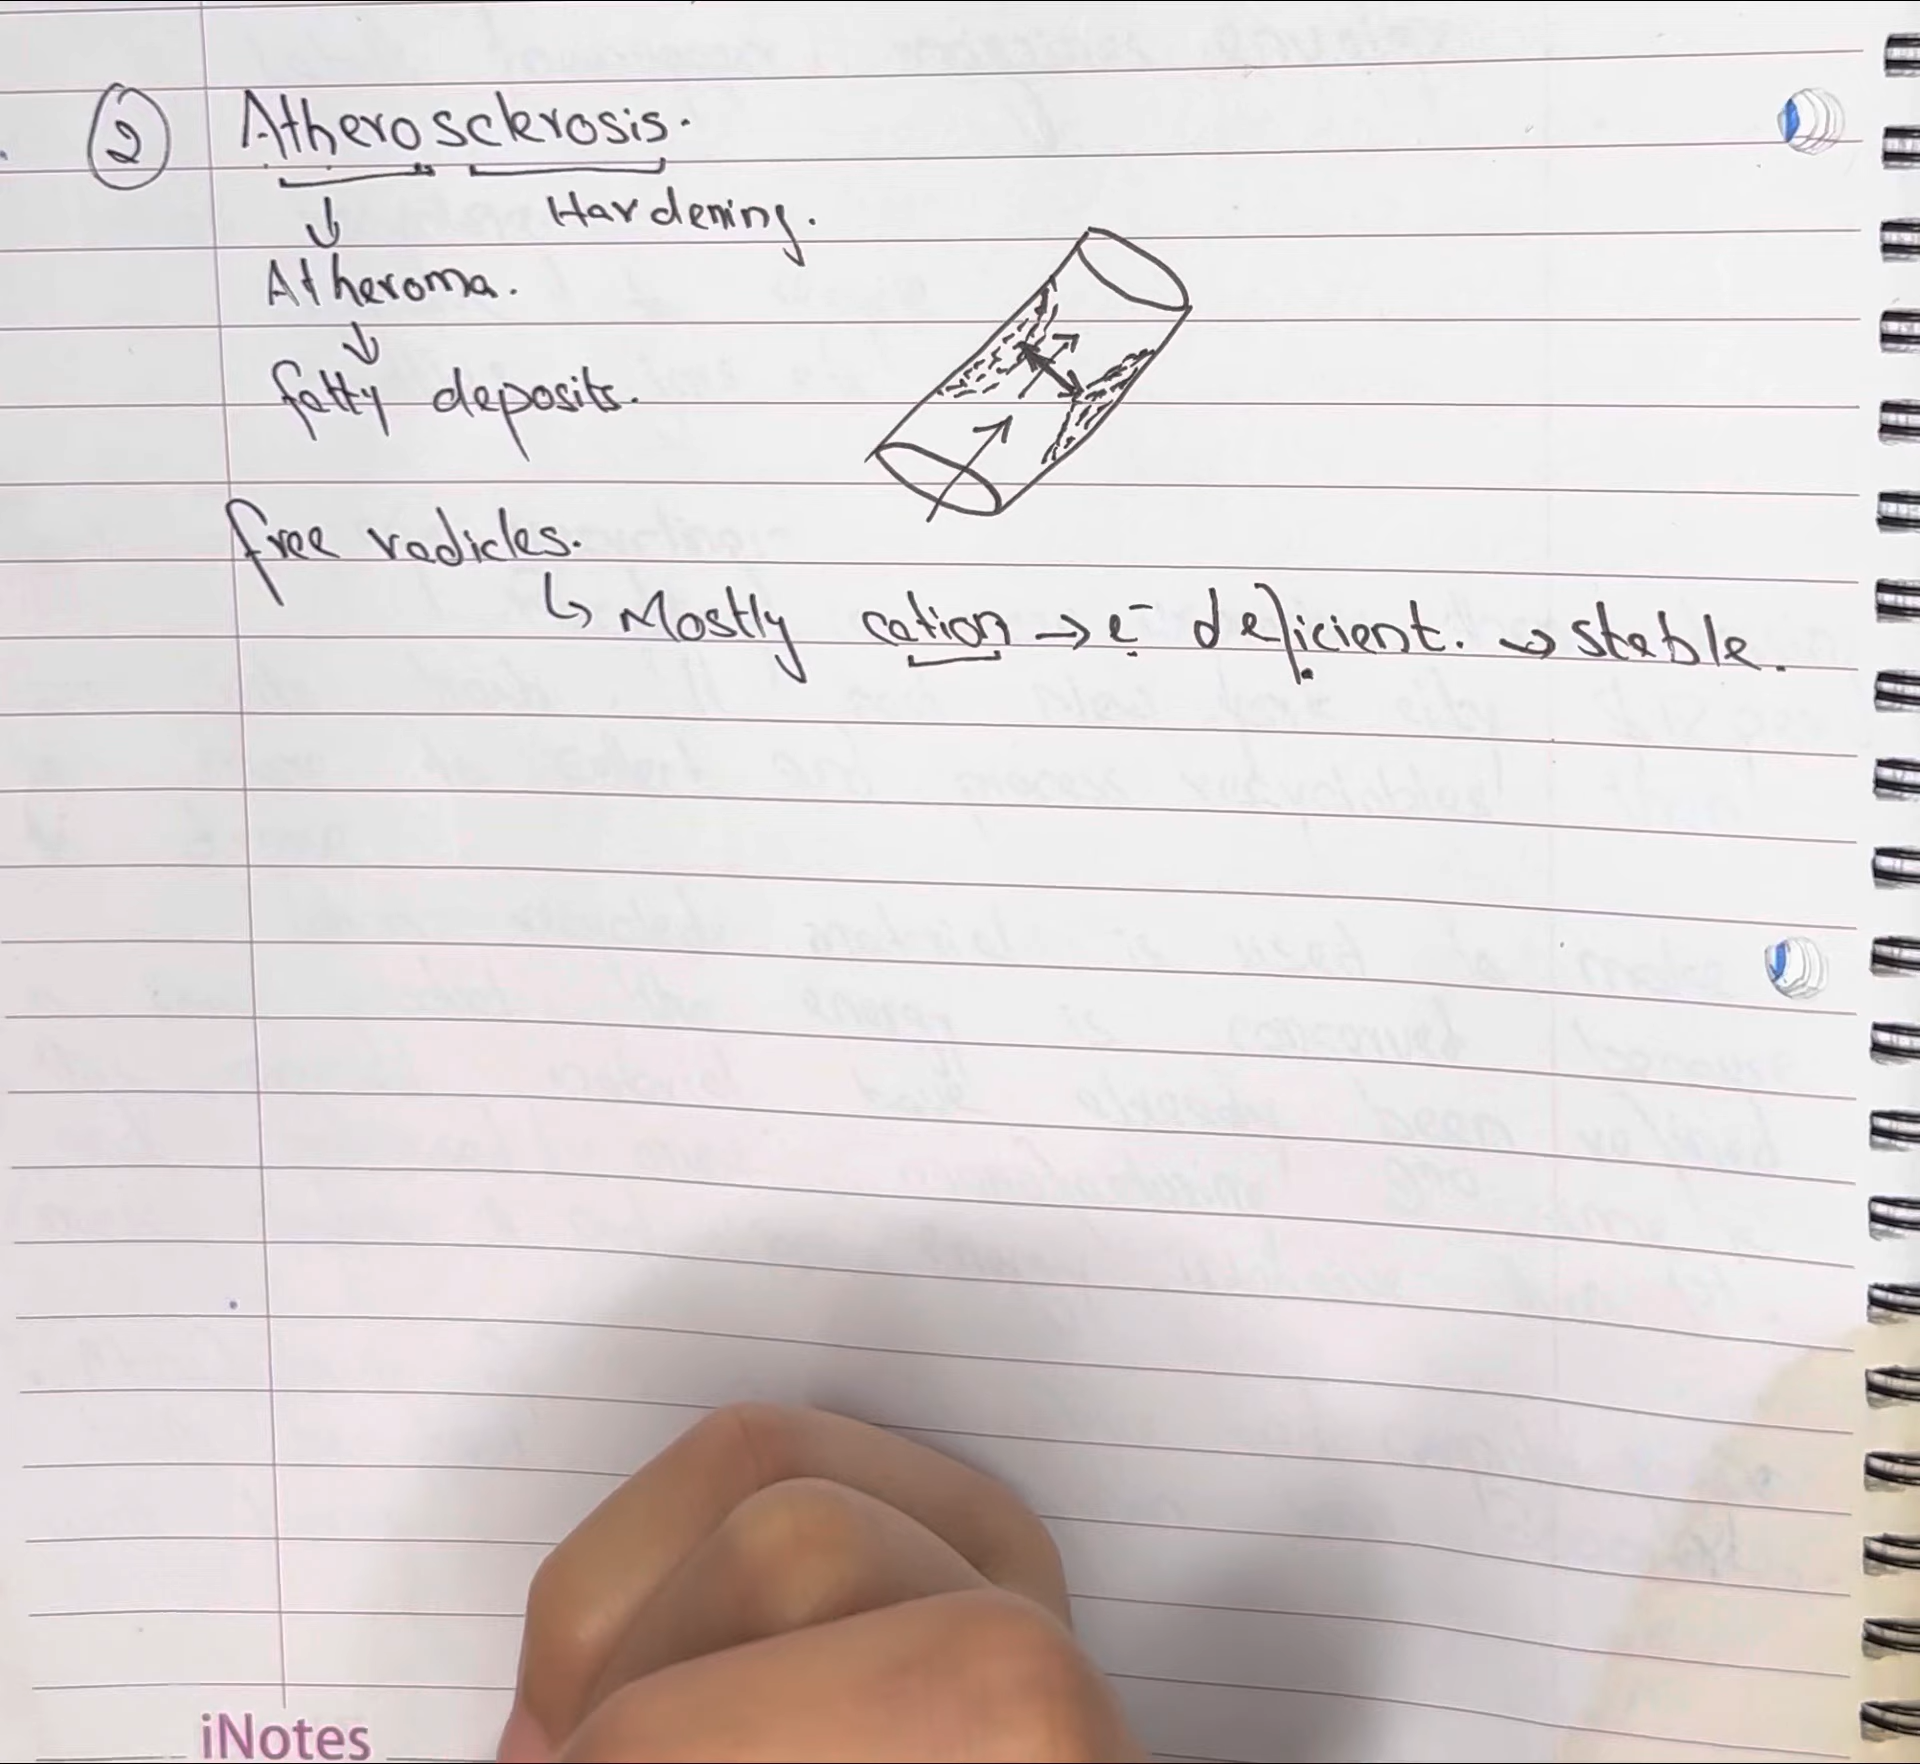 2 Atherosclerosis.
Hardening.
Atheroma.
fatty deposits.
free radicles.
↳ Mostly cation → e⁻ deficient. → stable.
iNotes